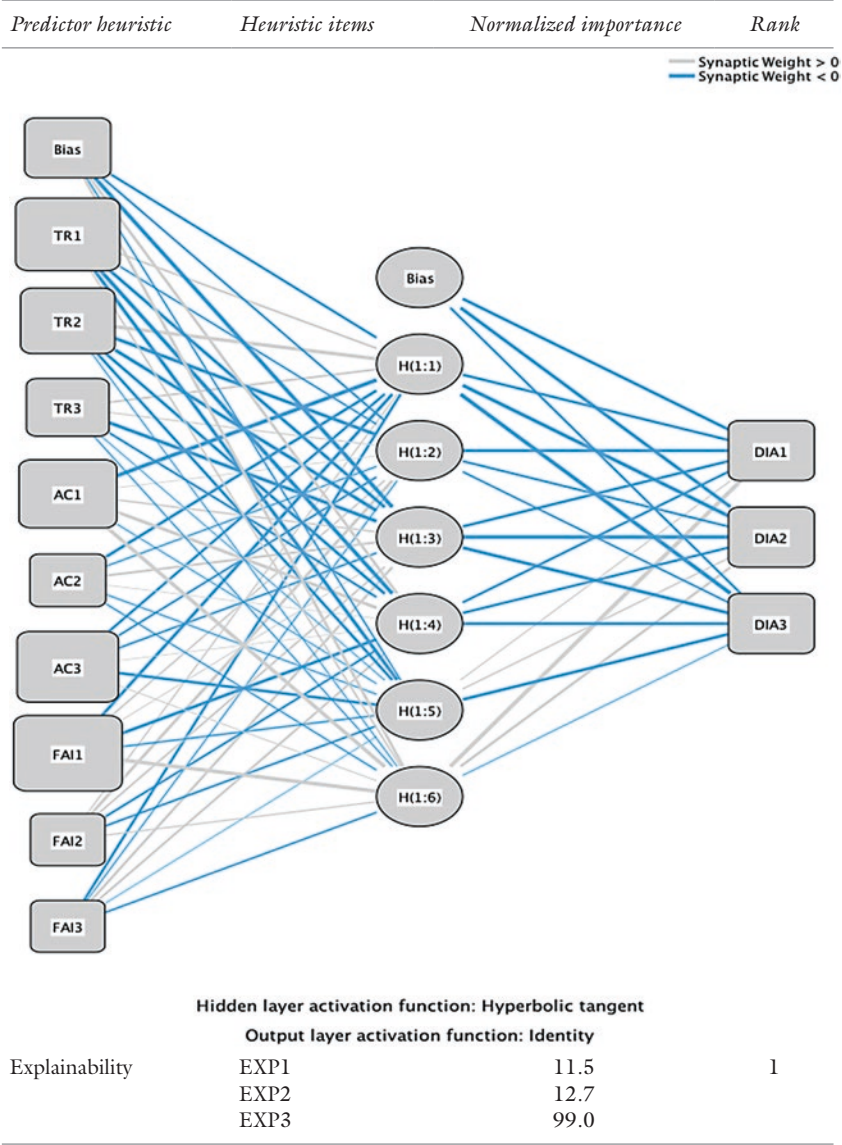 Predictor heuristic Heuristic items Normalized importance Rank
Synaptic Weight > 0
Synaptic Weight < 0
Bias
TR1
TR2
TR3
AC1
AC2
AC3
FAI1
FAI2
FAI3
Bias
H(1:1)
H(1:2)
H(1:3)
H(1:4)
H(1:5)
H(1:6)
DIA1
DIA2
DIA3
Hidden layer activation function: Hyperbolic tangent
Output layer activation function: Identity
Explainability EXP1 11.5 1
EXP2 12.7
EXP3 99.0